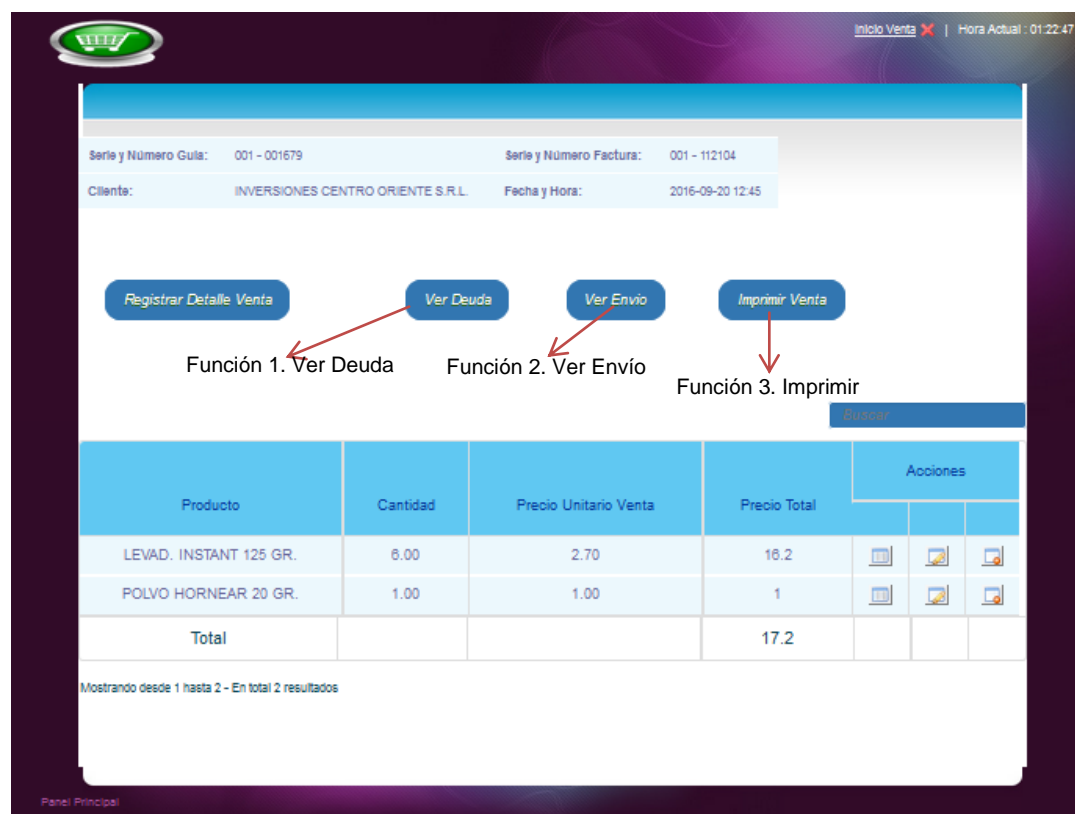 Inicio Venta | Hora Actual : 01:22:47
Serie y Número Guia: 001 - 001679 Serie y Número Factura: 001 - 112104
Cliente: INVERSIONES CENTRO ORIENTE S.R.L. Fecha y Hora: 2016-09-20 12:45
Registrar Detalle Venta Ver Deuda Ver Envio Imprimir Venta
Función 1. Ver Deuda Función 2. Ver Envío
Función 3. Imprimir
Buscar
Acciones
Producto Cantidad Precio Unitario Venta Precio Total
LEVAD. INSTANT 125 GR. 6.00 2.70 16.2
POLVO HORNEAR 20 GR. 1.00 1.00 1
Total 17.2
Mostrando desde 1 hasta 2 - En total 2 resultados
Panel Principal